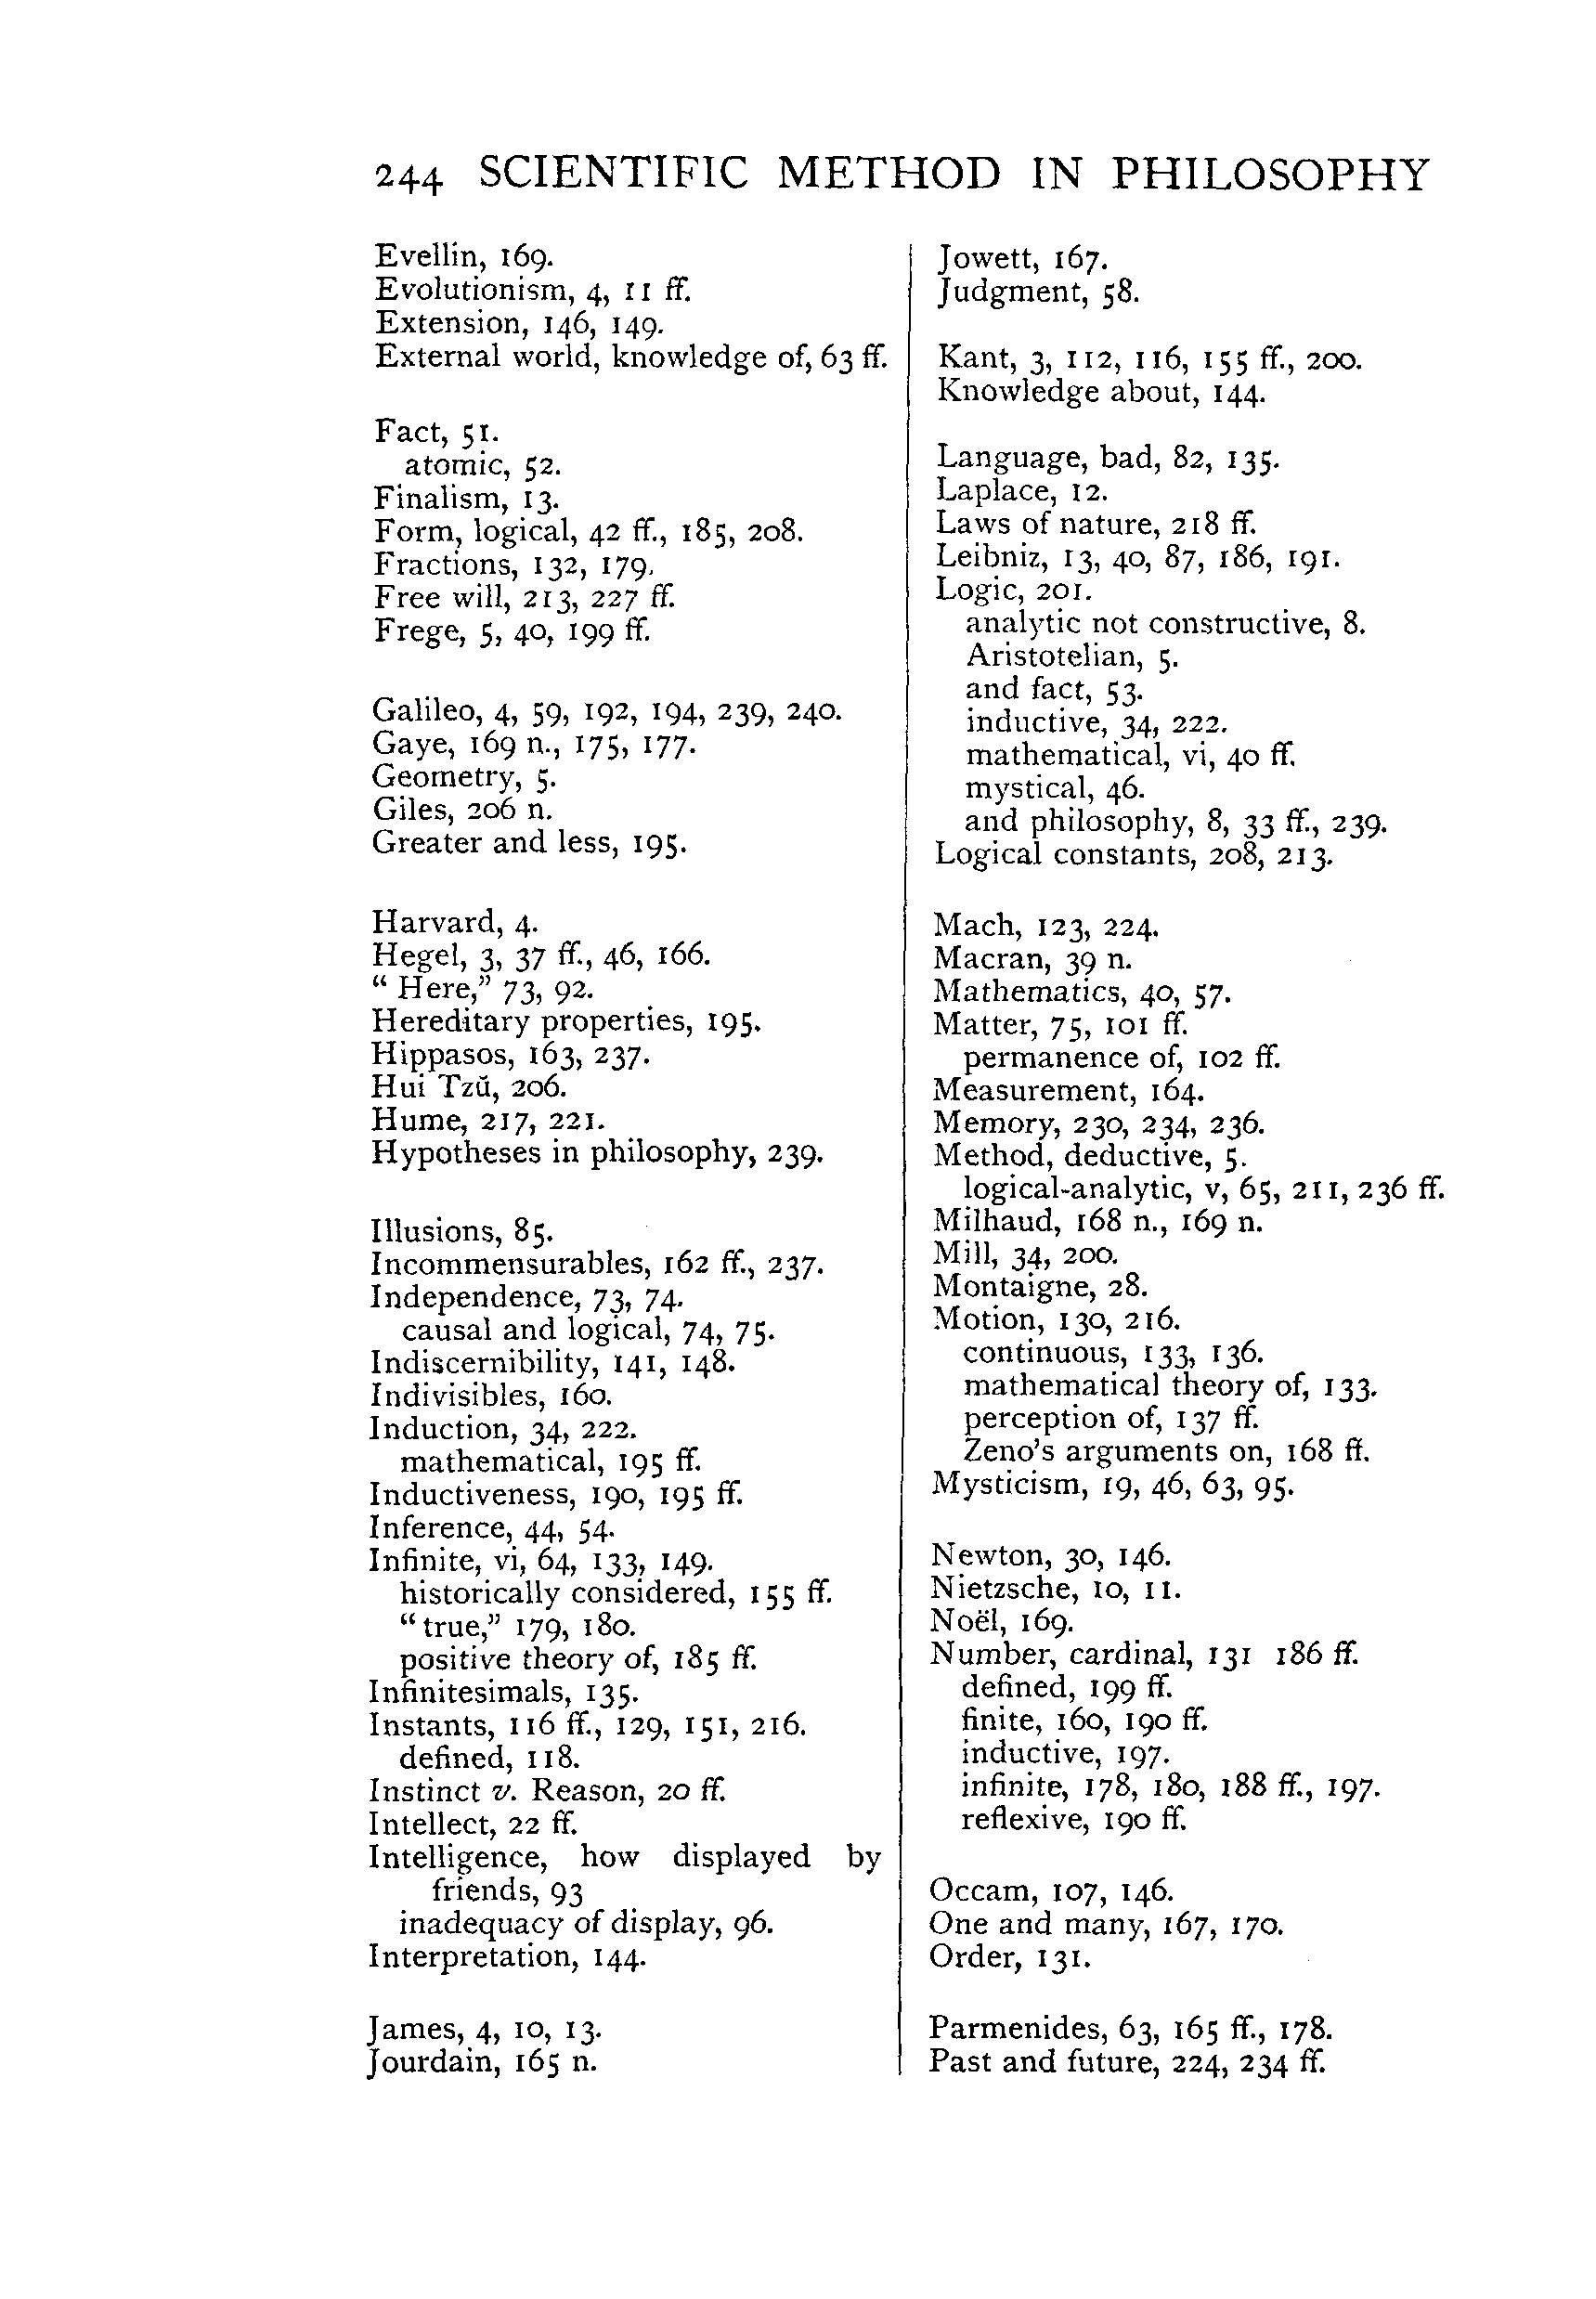 244 SCIENTIFIC METHOD IN PHILOSOPHY
Evellin, 169.
Evolutionism, 4, 11 ff.
Extension, 146, 149.
External world, knowledge of, 63 ff.
Fact, 51.
atomic, 52.
Finalism, 13.
Form, logical, 42 ff., 185, 208.
Fractions, 132, 179.
Free will, 213, 227 ff.
Frege, 5, 40, 199 ff.
Galileo, 4, 59, 192, 194, 239, 240.
Gaye, 169 n., 175, 177.
Geometry, 5.
Giles, 206 n.
Greater and less, 195.
Harvard, 4.
Hegel, 3, 37 ff., 46, 166.
“ Here,” 73, 92.
Hereditary properties, 195.
Hippasos, 163, 237.
Hui Tzŭ, 206.
Hume, 217, 221.
Hypotheses in philosophy, 239.
Illusions, 85.
Incommensurables, 162 ff., 237.
Independence, 73, 74.
causal and logical, 74, 75.
Indiscernibility, 141, 148.
Indivisibles, 160.
Induction, 34, 222.
mathematical, 195 ff.
Inductiveness, 190, 195 ff.
Inference, 44, 54.
Infinite, vi, 64, 133, 149.
historically considered, 155 ff.
“true,” 179, 180.
positive theory of, 185 ff.
Infinitesimals, 135.
Instants, 116 ff., 129, 151, 216.
defined, 118.
Instinct v. Reason, 20 ff.
Intellect, 22 ff.
Intelligence, how displayed by
friends, 93
inadequacy of display, 96.
Interpretation, 144.
James, 4, 10, 13.
Jourdain, 165 n.
Jowett, 167.
Judgment, 58.
Kant, 3, 112, 116, 155 ff., 200.
Knowledge about, 144.
Language, bad, 82, 135.
Laplace, 12.
Laws of nature, 218 ff.
Leibniz, 13, 40, 87, 186, 191.
Logic, 201.
analytic not constructive, 8.
Aristotelian, 5.
and fact, 53.
inductive, 34, 222.
mathematical, vi, 40 ff.
mystical, 46.
and philosophy, 8, 33 ff., 239.
Logical constants, 208, 213.
Mach, 123, 224.
Macran, 39 n.
Mathematics, 40, 57.
Matter, 75, 101 ff.
permanence of, 102 ff.
Measurement, 164.
Memory, 230, 234, 236.
Method, deductive, 5.
logical-analytic, v, 65, 211, 236 ff.
Milhaud, 168 n., 169 n.
Mill, 34, 200.
Montaigne, 28.
Motion, 130, 216.
continuous, 133, 136.
mathematical theory of, 133.
perception of, 137 ff.
Zeno’s arguments on, 168 ff.
Mysticism, 19, 46, 63, 95.
Newton, 30, 146.
Nietzsche, 10, 11.
Noël, 169.
Number, cardinal, 131 186 ff.
defined, 199 ff.
finite, 160, 190 ff.
inductive, 197.
infinite, 178, 180, 188 ff., 197.
reflexive, 190 ff.
Occam, 107, 146.
One and many, 167, 170.
Order, 131.
Parmenides, 63, 165 ff., 178.
Past and future, 224, 234 ff.